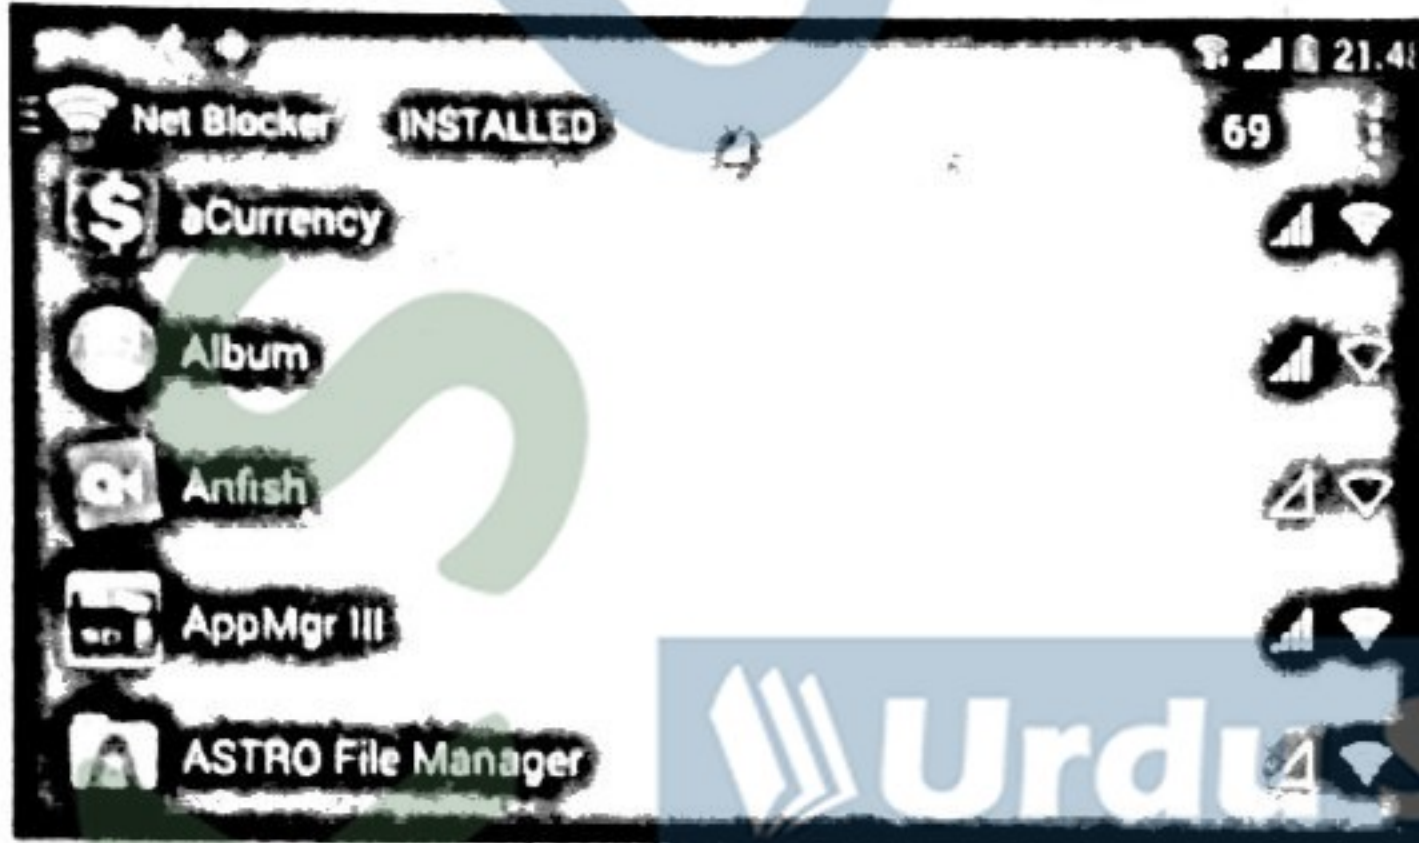 21.48
Net Blocker INSTALLED 69
aCurrency
Album
Anfish
AppMgr III
ASTRO File Manager
Urdu